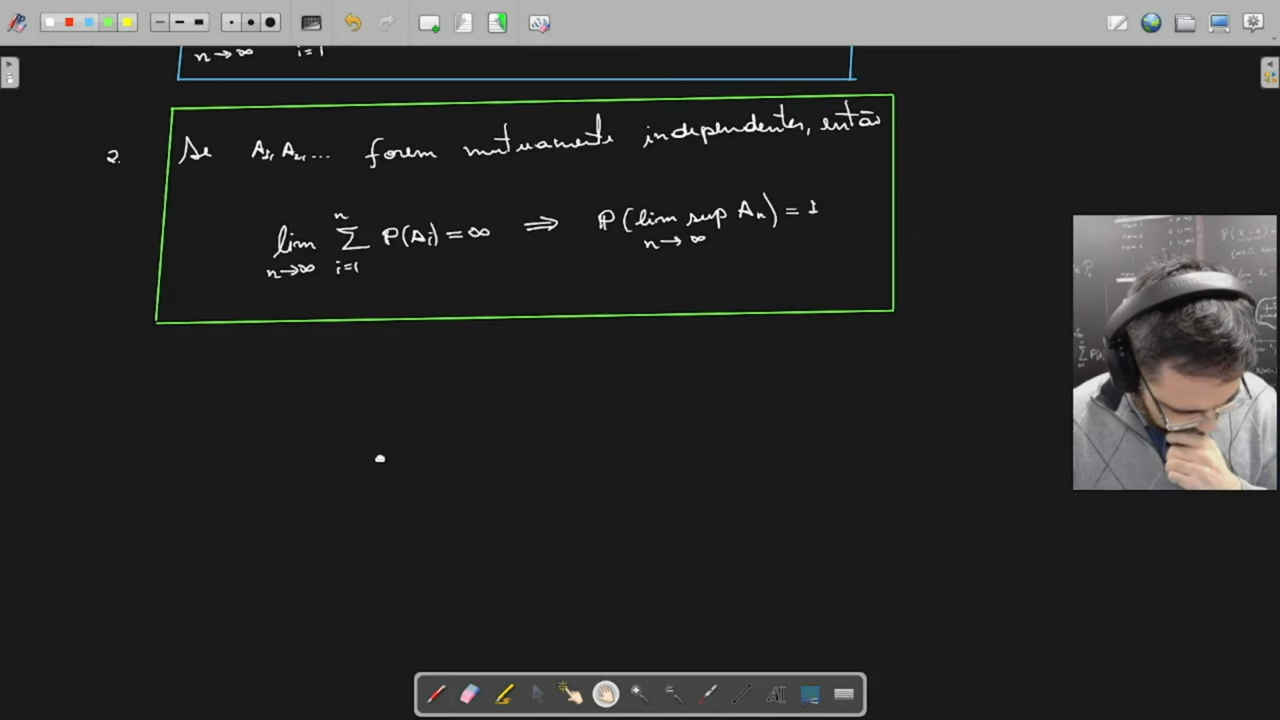 n→∞ i=1
2. Se A₁, A₂, ... forem mutuamente independentes, então
lim n→∞ ∑ i=1 n P(Ai) = ∞ ⟹ P(lim sup n→∞ An) = 1